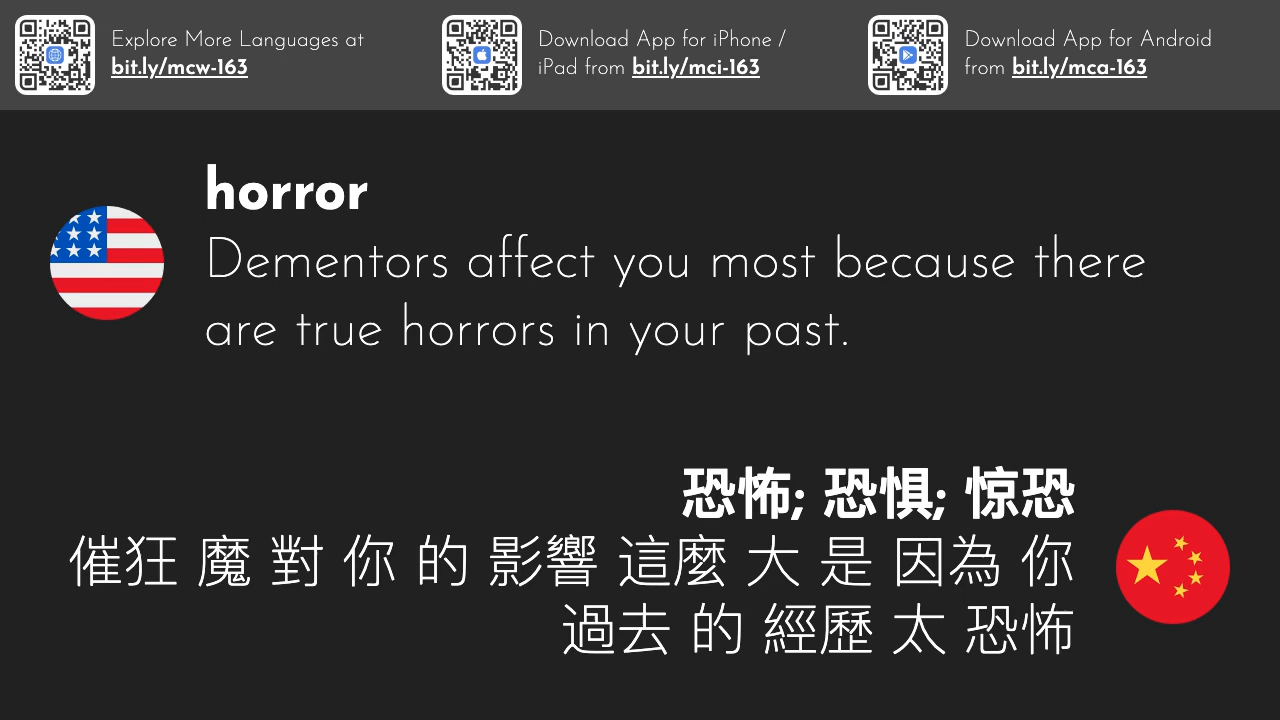 Explore More Languages at
bit.ly/mcw-163
Download App for iPhone /
iPad from bit.ly/mci-163
Download App for Android
from bit.ly/mca-163
horror
Dementors affect you most because there
are true horrors in your past.
恐怖; 恐惧; 惊恐
催狂 魔 對 你 的 影響 這麼 大 是 因為 你
過去 的 經歷 太 恐怖